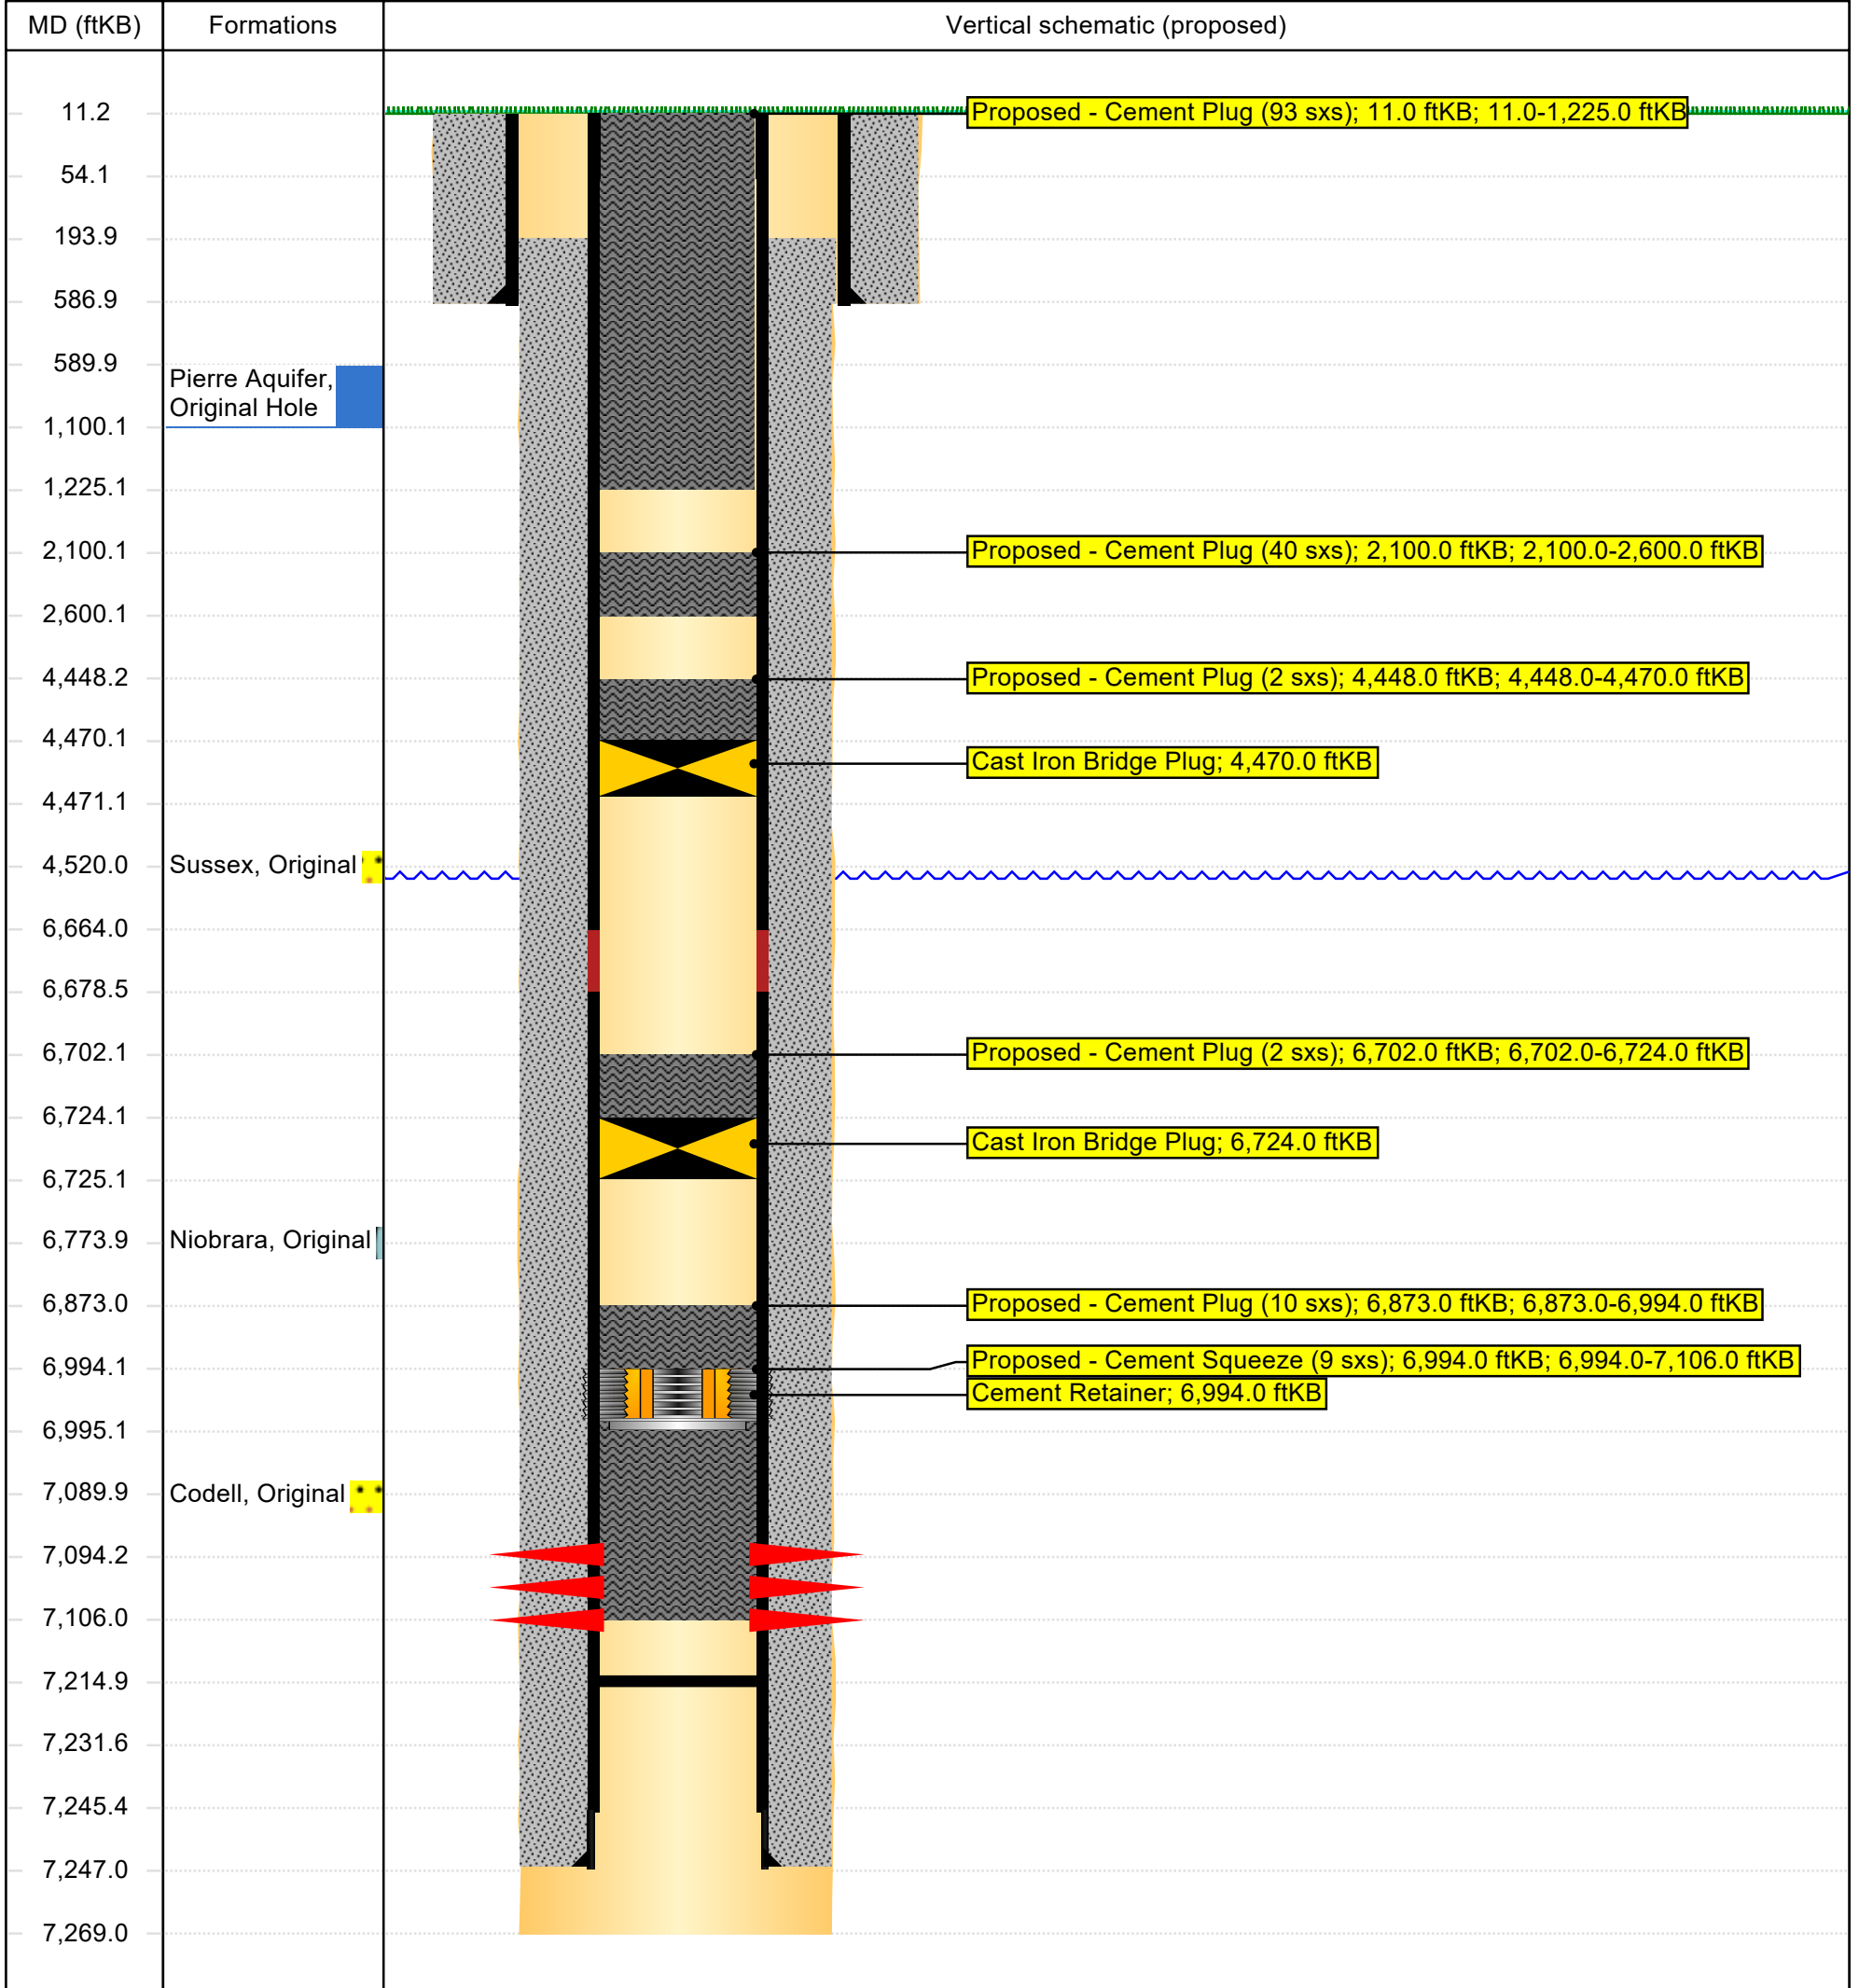 MD (ftKB)
Formations
Vertical schematic (proposed)
11.2
Proposed - Cement Plug (93 sxs); 11.0 ftKB; 11.0-1,225.0 ftKB
54.1
193.9
586.9
589.9
Pierre Aquifer,
Original Hole
1,100.1
1,225.1
2,100.1
Proposed - Cement Plug (40 sxs); 2,100.0 ftKB; 2,100.0-2,600.0 ftKB
2,600.1
4,448.2
Proposed - Cement Plug (2 sxs); 4,448.0 ftKB; 4,448.0-4,470.0 ftKB
4,470.1
Cast Iron Bridge Plug; 4,470.0 ftKB
4,471.1
4,520.0
Sussex, Original
6,664.0
6,678.5
6,702.1
Proposed - Cement Plug (2 sxs); 6,702.0 ftKB; 6,702.0-6,724.0 ftKB
6,724.1
Cast Iron Bridge Plug; 6,724.0 ftKB
6,725.1
6,773.9
Niobrara, Original
6,873.0
Proposed - Cement Plug (10 sxs); 6,873.0 ftKB; 6,873.0-6,994.0 ftKB
6,994.1
Proposed - Cement Squeeze (9 sxs); 6,994.0 ftKB; 6,994.0-7,106.0 ftKB
Cement Retainer; 6,994.0 ftKB
6,995.1
7,089.9
Codell, Original
7,094.2
7,106.0
7,214.9
7,231.6
7,245.4
7,247.0
7,269.0